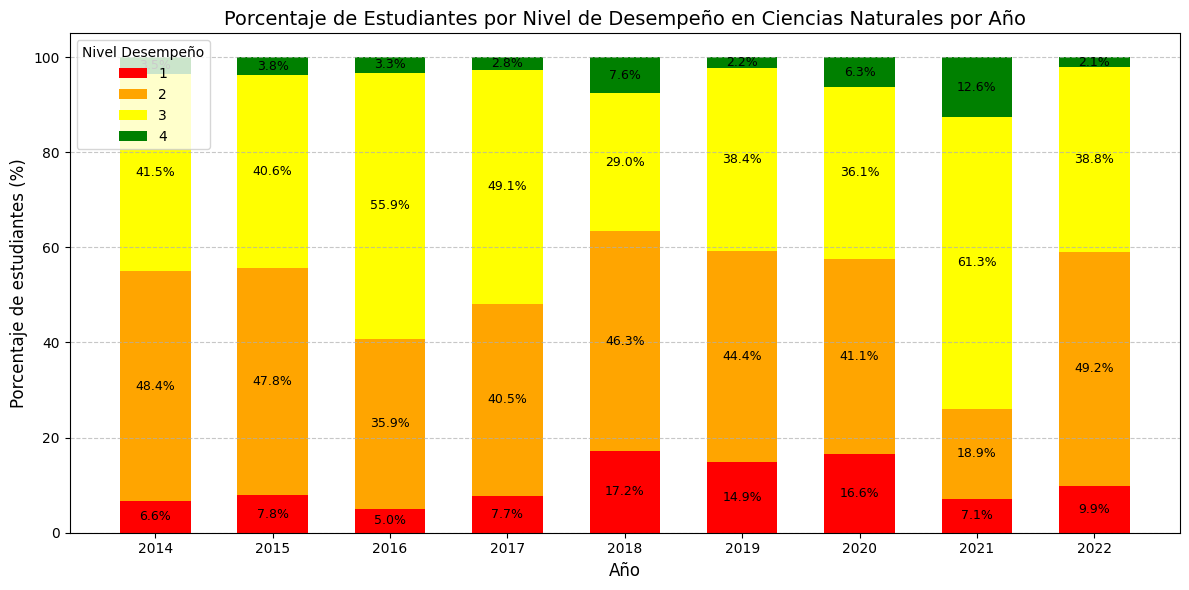 Porcentaje de Estudiantes por Nivel de Desempeño en Ciencias Naturales por Año
Porcentaje de estudiantes (%)
100
80
60
40
20
0
Nivel Desempeño
1
2
3
4
3.8% 3.3% 2.8% 7.6% 2.2% 6.3% 12.6% 2.1%
41.5% 40.6% 55.9% 49.1% 29.0% 38.4% 36.1% 61.3% 38.8%
48.4% 47.8% 35.9% 40.5% 46.3% 44.4% 41.1% 18.9% 49.2%
6.6% 7.8% 5.0% 7.7% 17.2% 14.9% 16.6% 7.1% 9.9%
2014 2015 2016 2017 2018 2019 2020 2021 2022
Año